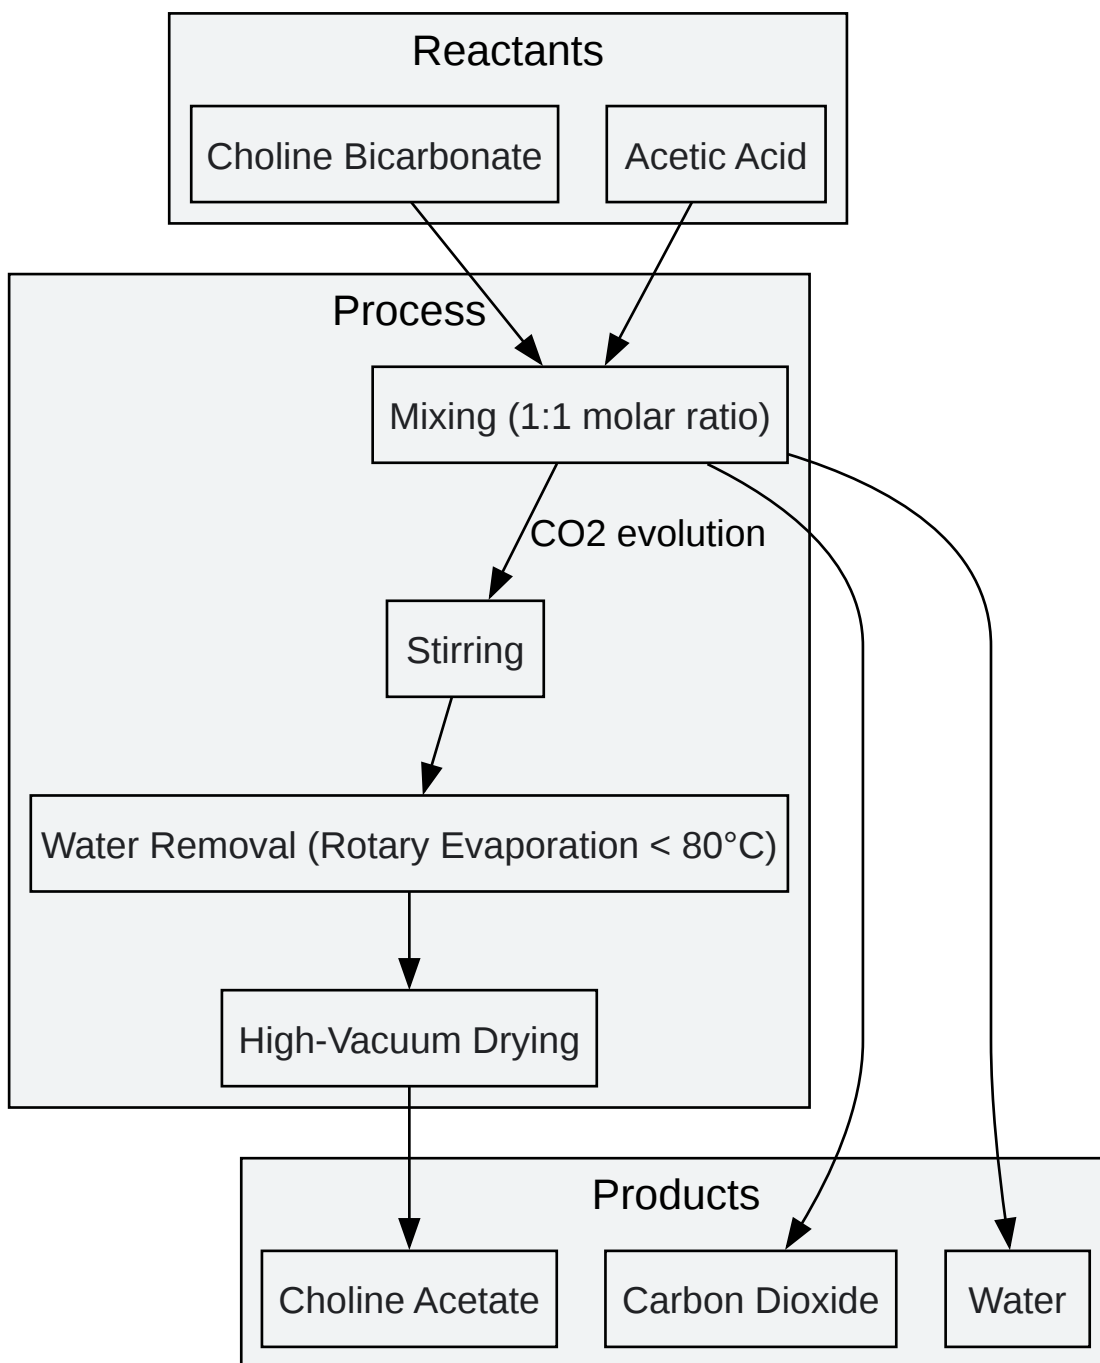 Reactants
Choline Bicarbonate
Acetic Acid
Process
Mixing (1:1 molar ratio)
CO2 evolution
Stirring
Water Removal (Rotary Evaporation < 80°C)
High-Vacuum Drying
Products
Choline Acetate
Carbon Dioxide
Water